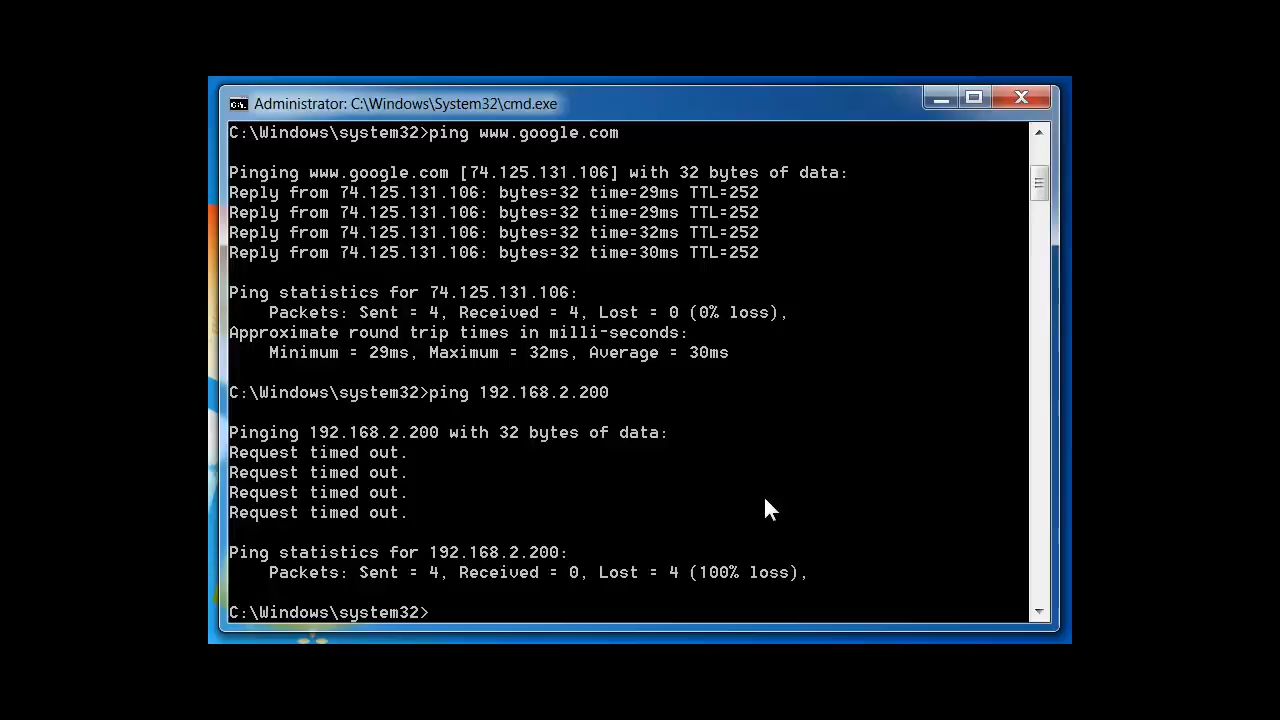 Administrator: C:\Windows\System32\cmd.exe
C:\Windows\system32>ping www.google.com
Pinging www.google.com [74.125.131.106] with 32 bytes of data:
Reply from 74.125.131.106: bytes=32 time=29ms TTL=252
Reply from 74.125.131.106: bytes=32 time=29ms TTL=252
Reply from 74.125.131.106: bytes=32 time=32ms TTL=252
Reply from 74.125.131.106: bytes=32 time=30ms TTL=252
Ping statistics for 74.125.131.106:
Packets: Sent = 4, Received = 4, Lost = 0 (0% loss),
Approximate round trip times in milli-seconds:
Minimum = 29ms, Maximum = 32ms, Average = 30ms
C:\Windows\system32>ping 192.168.2.200
Pinging 192.168.2.200 with 32 bytes of data:
Request timed out.
Request timed out.
Request timed out.
Request timed out.
Ping statistics for 192.168.2.200:
Packets: Sent = 4, Received = 0, Lost = 4 (100% loss),
C:\Windows\system32>